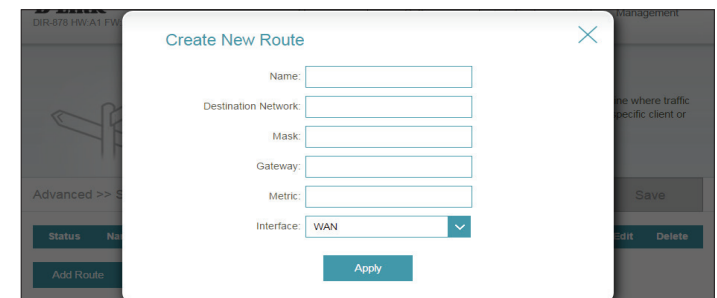 DIR-878 HW:A1 FW
Management
Create New Route
Name:
Destination Network:
ine where traffic
pecific client or
Mask:
Gateway:
Metric:
Advanced >> S
Save
Interface: WAN
Status Na
Edit Delete
Add Route
Apply